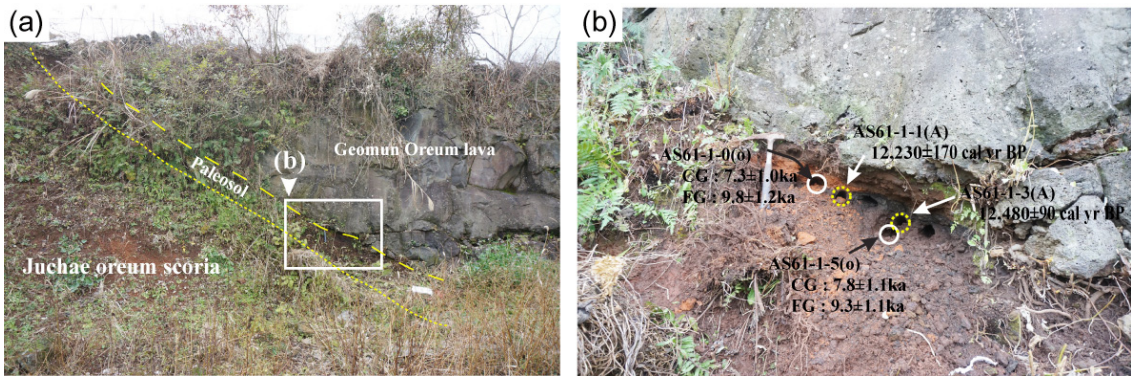 (a)
Geomun Oreum lava
(b)
Paleosol
Juchae oreum scoria
(b)
AS61-1-1(A)
12,230±170 cal yr BP
AS61-1-0(o)
CG : 7.3±1.0ka
EG : 9.8±1.2ka
AS61-1-3(A)
12,480±90 cal yr BP
AS61-1-5(o)
CG : 7.8±1.1ka
EG : 9.3±1.1ka